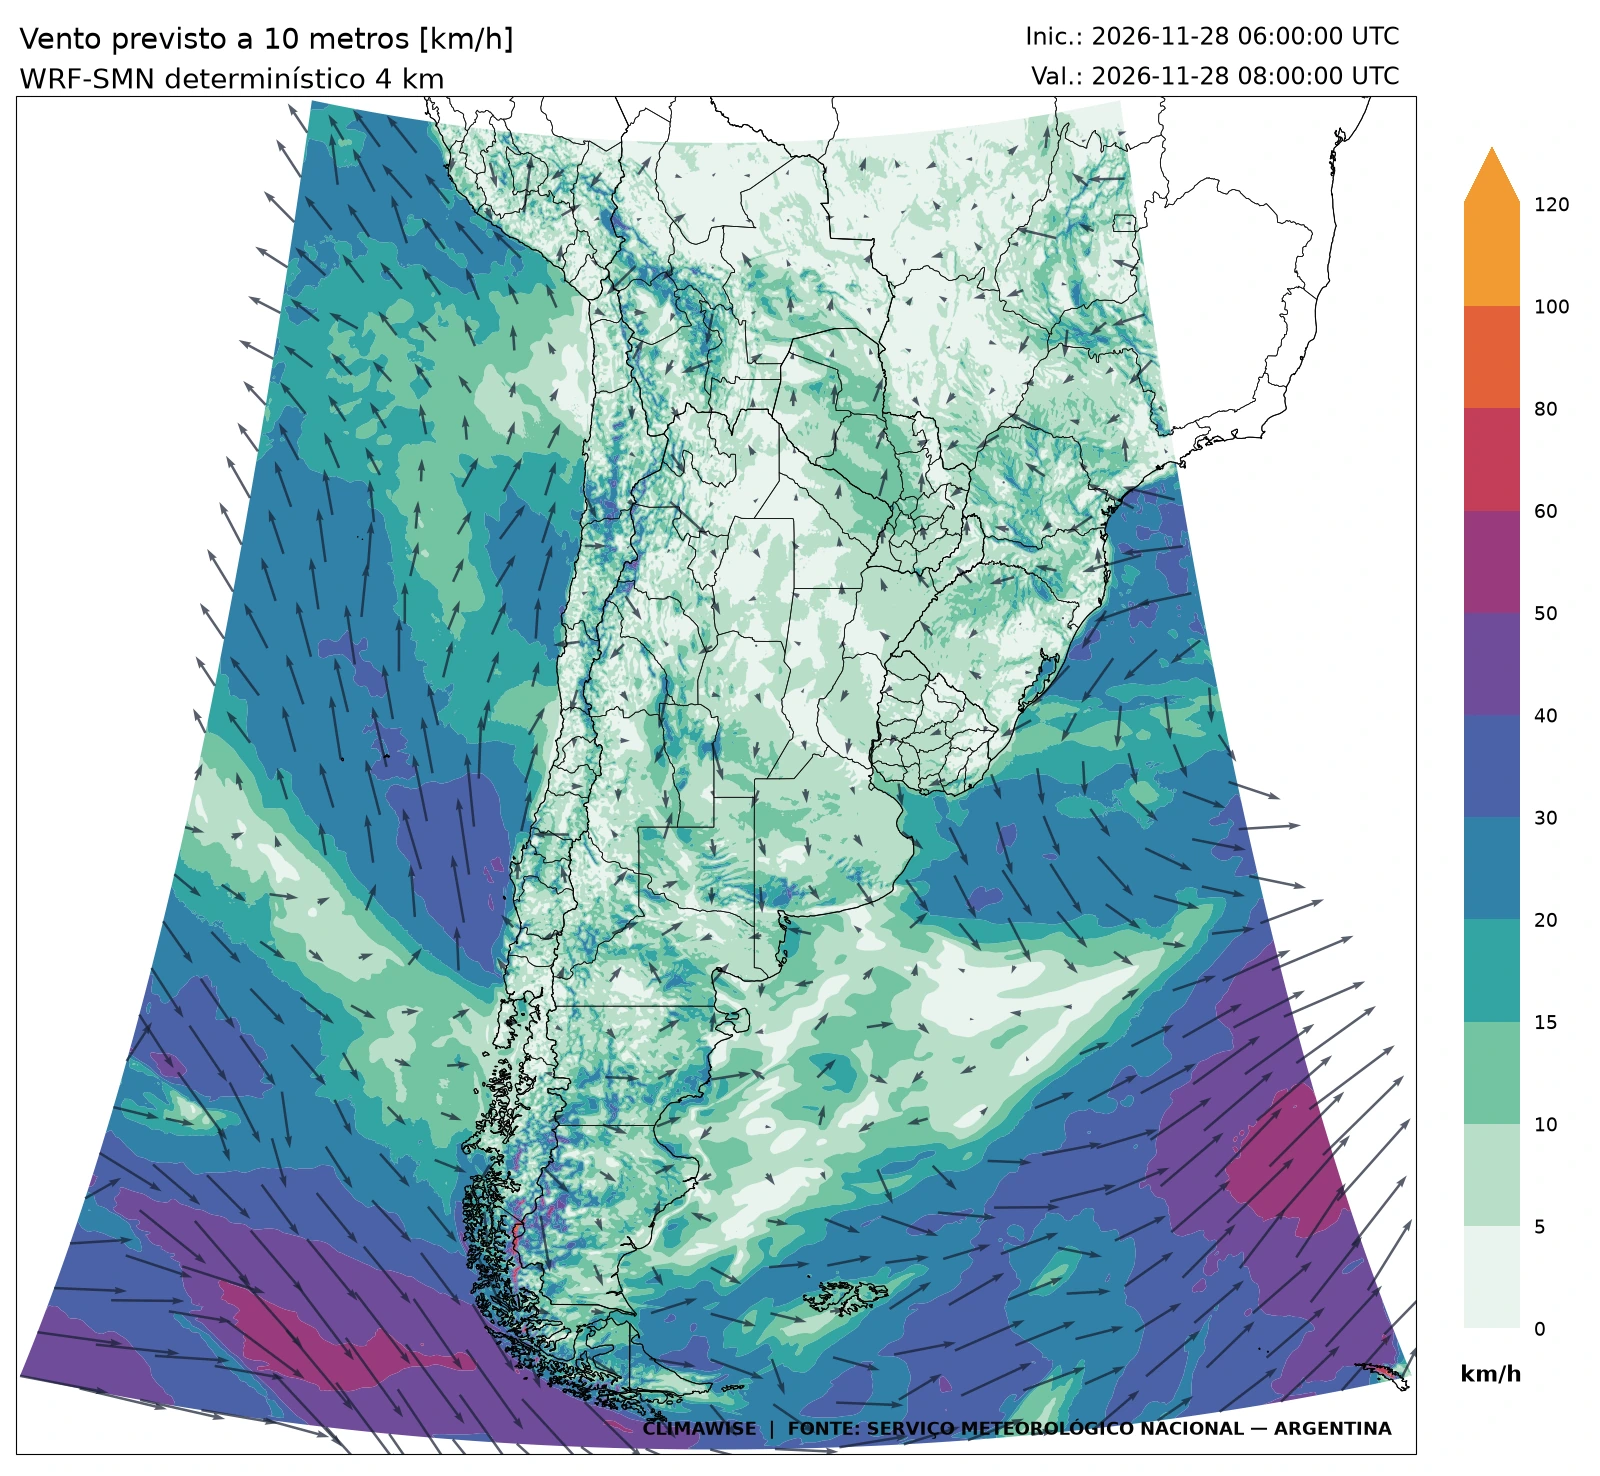 Vento previsto a 10 metros [km/h]
WRF-SMN determinístico 4 km
Inic.: 2026-11-28 06:00:00 UTC
Val.: 2026-11-28 08:00:00 UTC
120
100
80
60
50
40
30
20
15
10
5
0
km/h
CLIMAWISE | FONTE: SERVIÇO METEOROLÓGICO NACIONAL — ARGENTINA